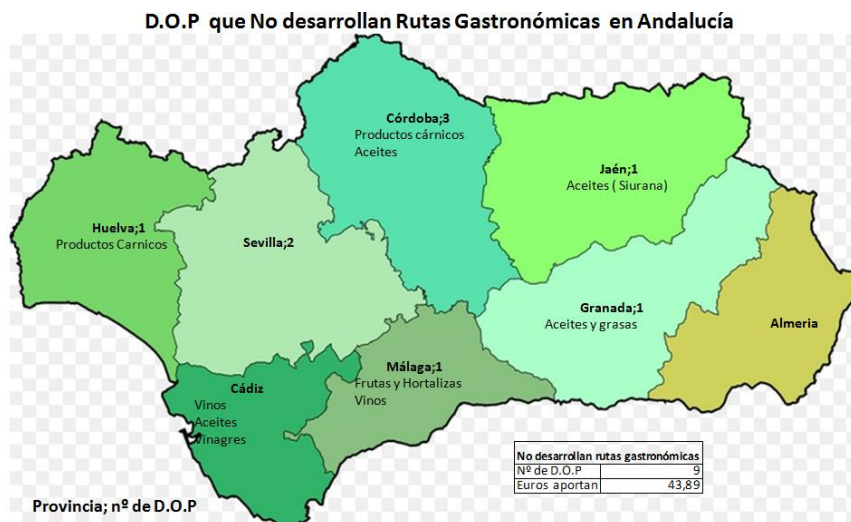 D.O.P que No desarrollan Rutas Gastronómicas en Andalucía
Córdoba;3
Productos cárnicos
Aceites
Jaén;1
Aceites ( Siurana)
Huelva;1
Productos Carnicos
Sevilla;2
Granada;1
Aceites y grasas
Almeria
Málaga;1
Frutas y Hortalizas
Vinos
Cádiz
Vinos
Aceites
Vinagres
No desarrollan rutas gastronómicas
Nº de D.O.P 9
Euros aportan 43,89
Provincia; nº de D.O.P